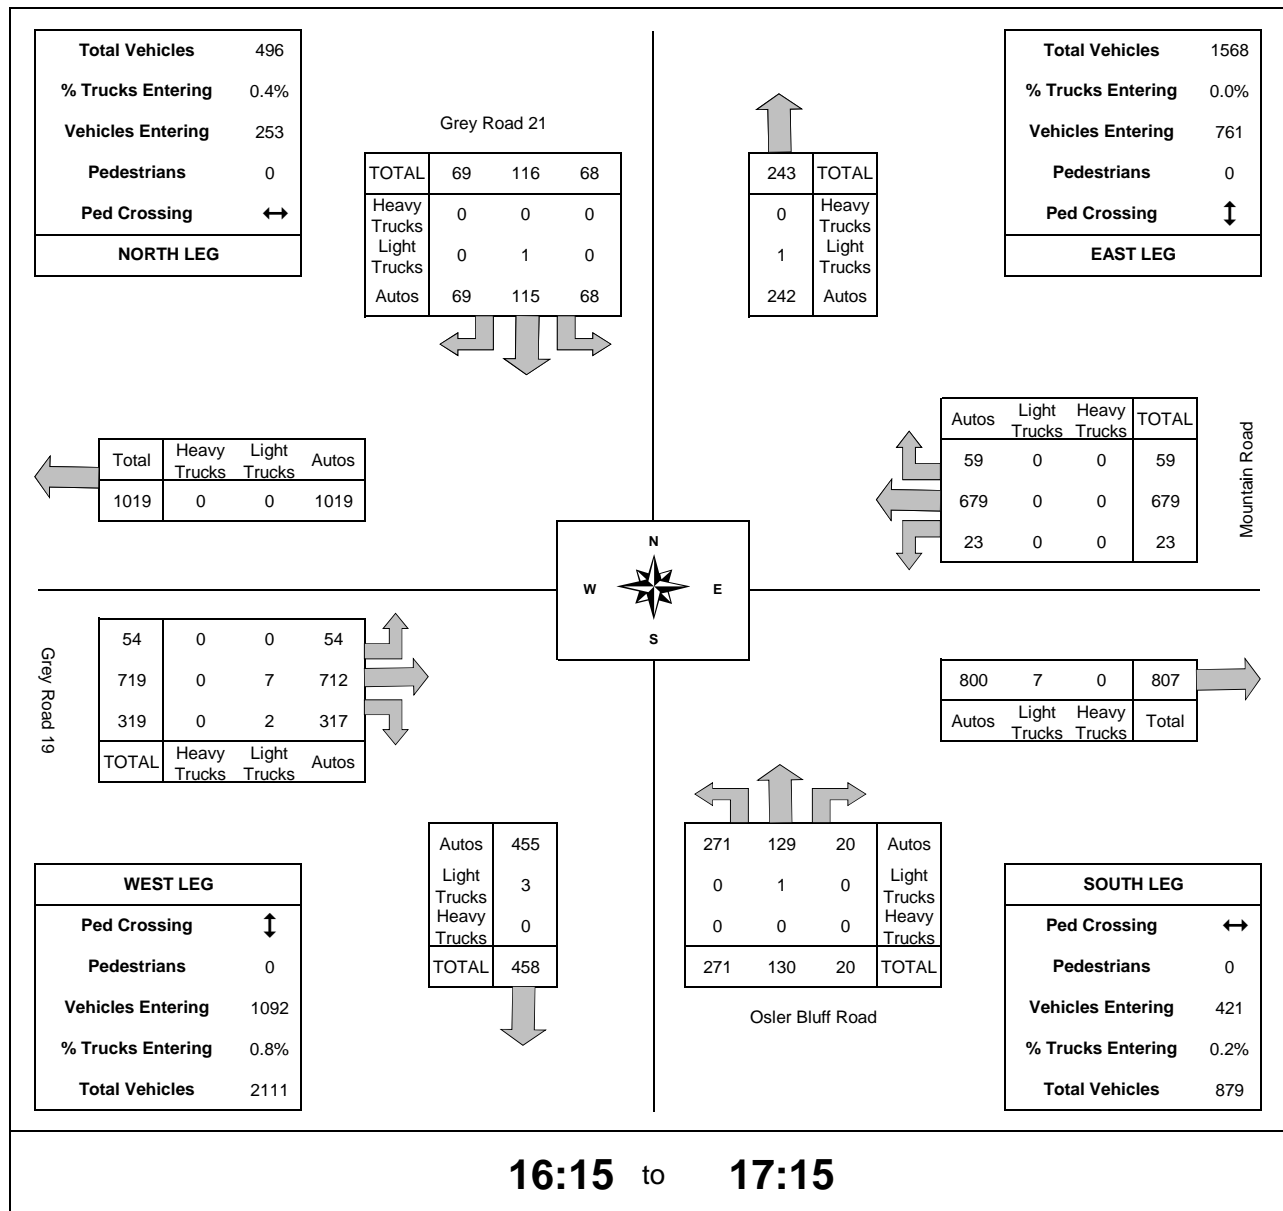 Total Vehicles 496
% Trucks Entering 0.4%
Vehicles Entering 253
Pedestrians 0
Ped Crossing ↔
NORTH LEG
Grey Road 21
TOTAL 69 116 68
Heavy Trucks 0 0 0
Light Trucks 0 1 0
Autos 69 115 68
243 TOTAL
0 Heavy Trucks
1 Light Trucks
242 Autos
Total Vehicles 1568
% Trucks Entering 0.0%
Vehicles Entering 761
Pedestrians 0
Ped Crossing ↕
EAST LEG
Total Heavy Trucks Light Trucks Autos
1019 0 0 1019
Autos Light Trucks Heavy Trucks TOTAL
59 0 0 59
679 0 0 679
23 0 0 23
Mountain Road
N
W E
S
Grey Road 19
54 0 0 54
719 0 7 712
319 0 2 317
TOTAL Heavy Trucks Light Trucks Autos
800 7 0 807
Autos Light Trucks Heavy Trucks Total
Autos 455
Light Trucks 3
Heavy Trucks 0
TOTAL 458
271 129 20 Autos
0 1 0 Light Trucks
0 0 0 Heavy Trucks
271 130 20 TOTAL
Osler Bluff Road
WEST LEG
Ped Crossing ↕
Pedestrians 0
Vehicles Entering 1092
% Trucks Entering 0.8%
Total Vehicles 2111
SOUTH LEG
Ped Crossing ↔
Pedestrians 0
Vehicles Entering 421
% Trucks Entering 0.2%
Total Vehicles 879
16:15 to 17:15